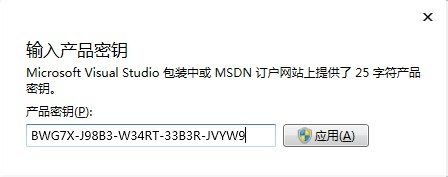 输入产品密钥
Microsoft Visual Studio 包装中或 MSDN 订户网站上提供了 25 字符产品
密钥。
产品密钥(P):
BWG7X-J98B3-W34RT-33B3R-JVYW9
应用(A)